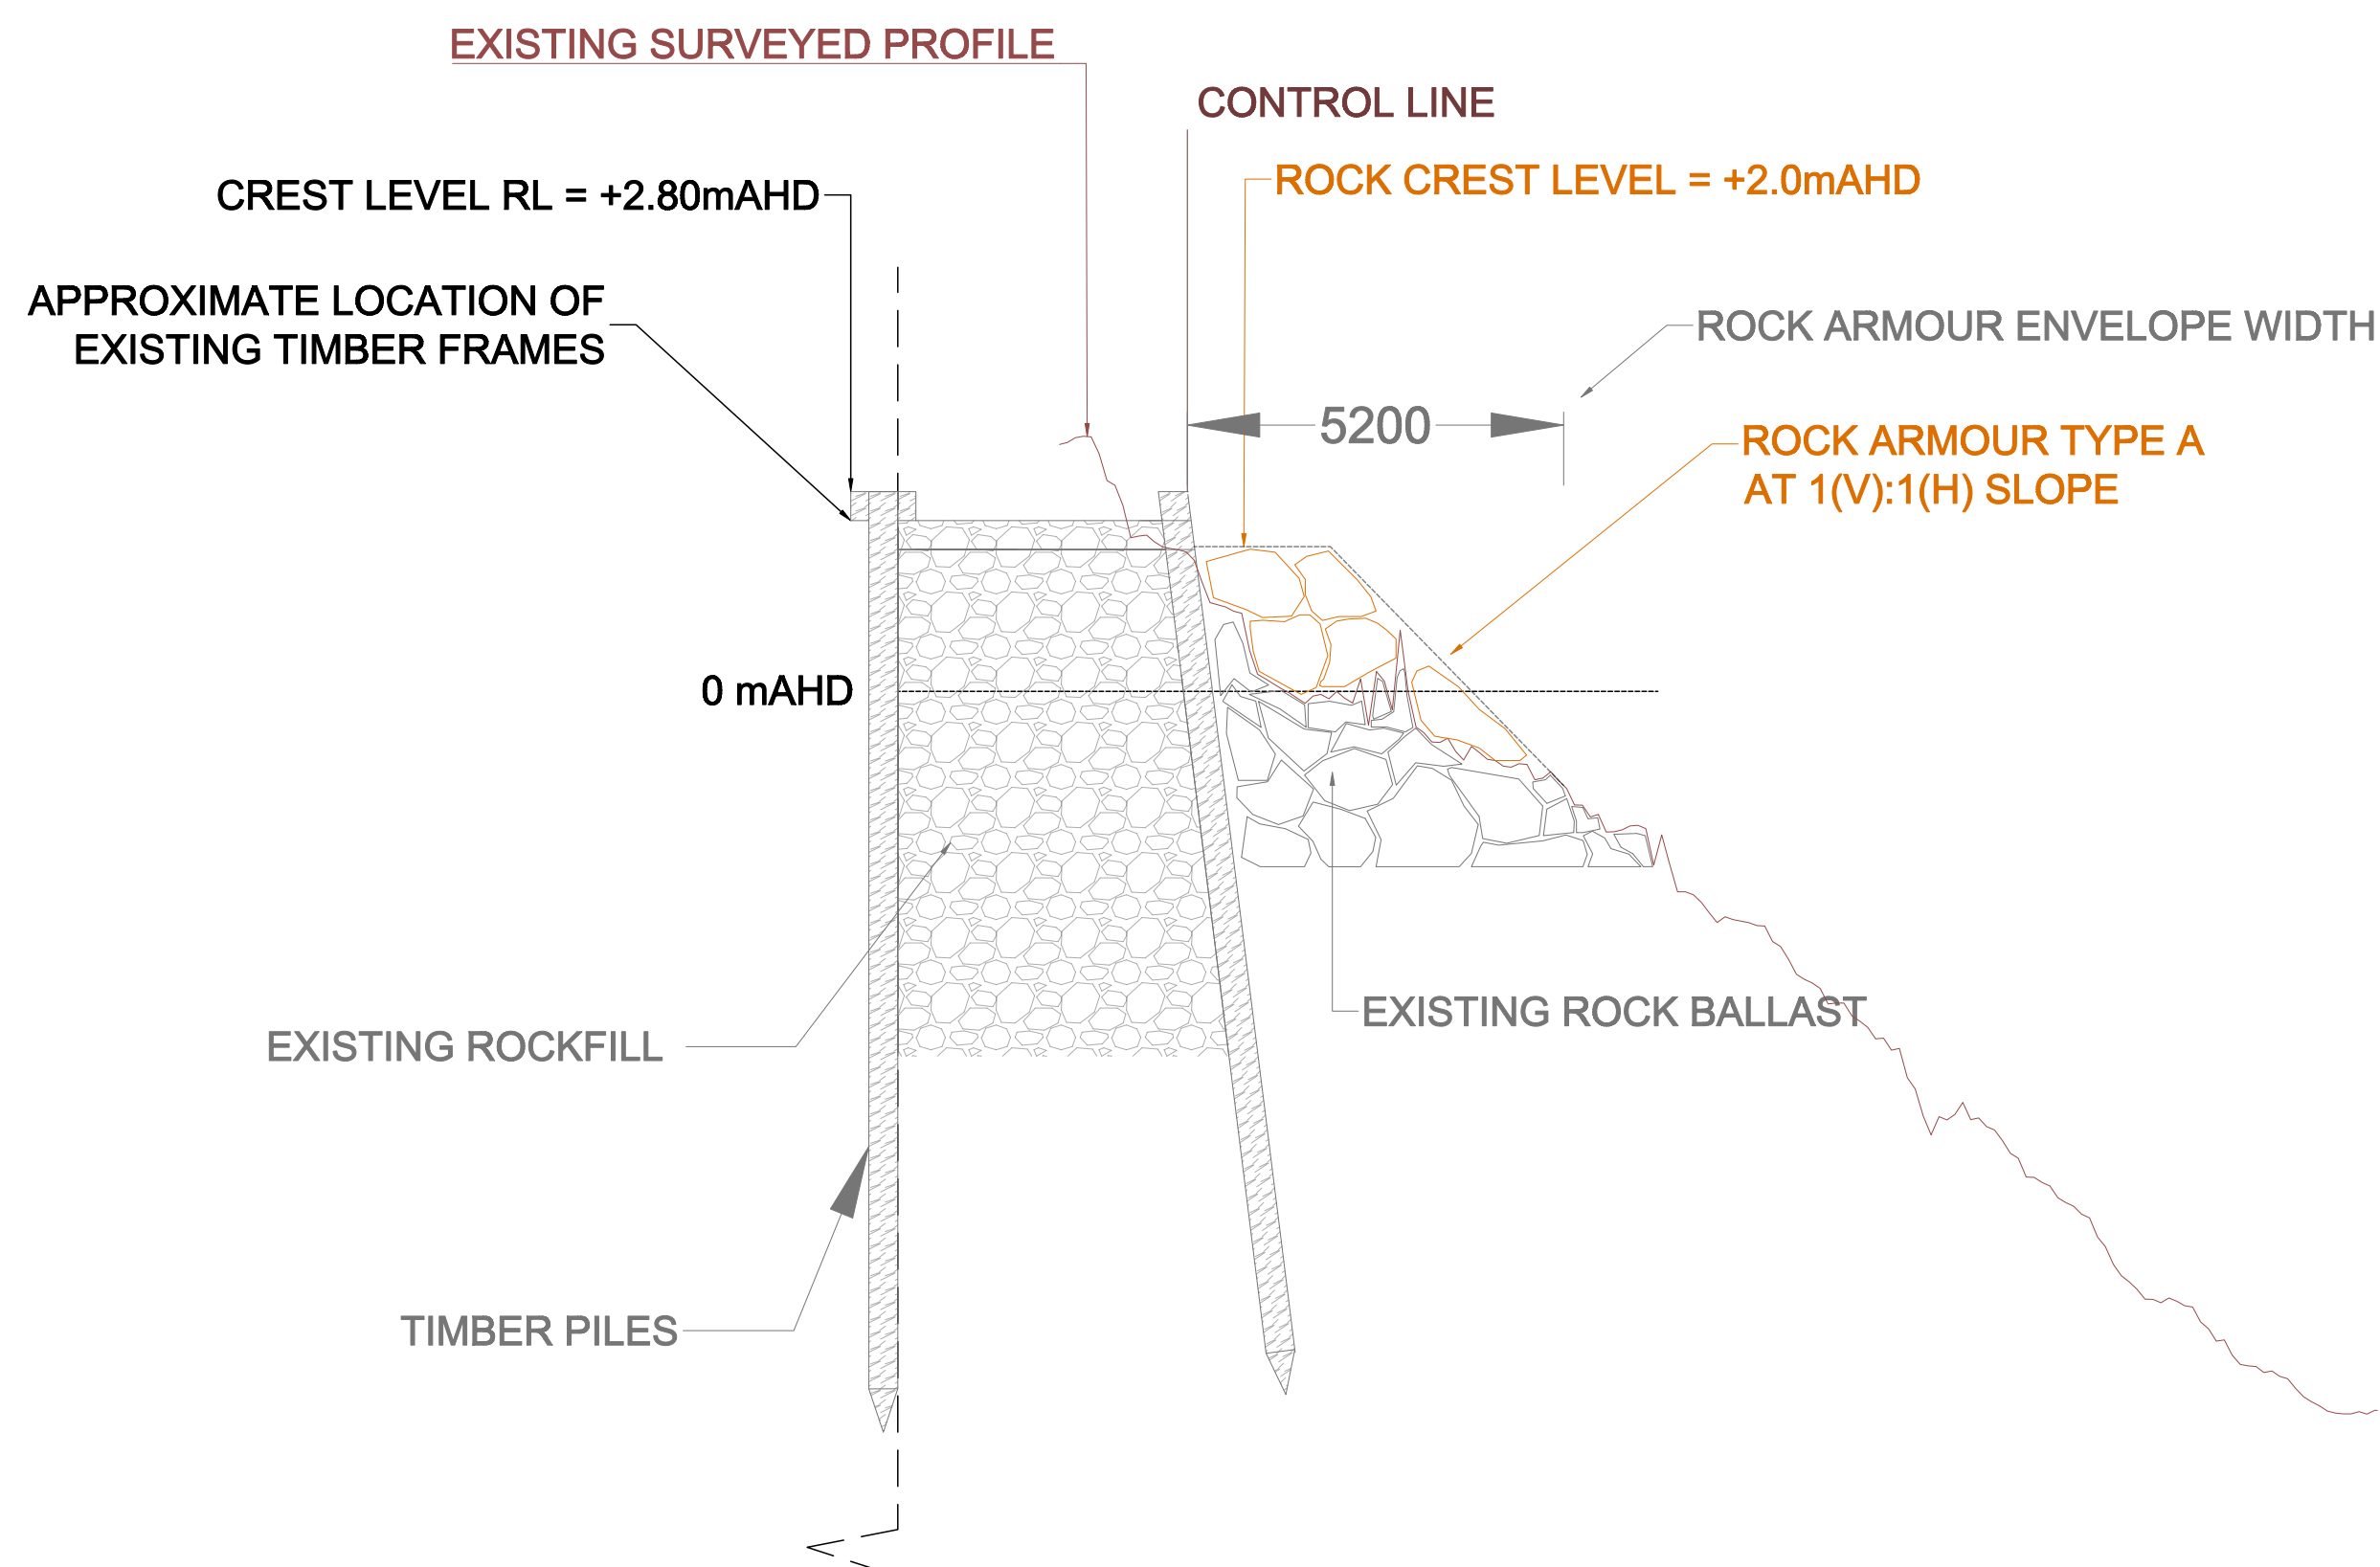 EXISTING SURVEYED PROFILE
CONTROL LINE
ROCK CREST LEVEL = +2.0mAHD
CREST LEVEL RL = +2.80mAHD
APPROXIMATE LOCATION OF
EXISTING TIMBER FRAMES
ROCK ARMOUR ENVELOPE WIDTH
5200
ROCK ARMOUR TYPE A
AT 1(V):1(H) SLOPE
0 mAHD
EXISTING ROCK BALLAST
EXISTING ROCKFILL
TIMBER PILES